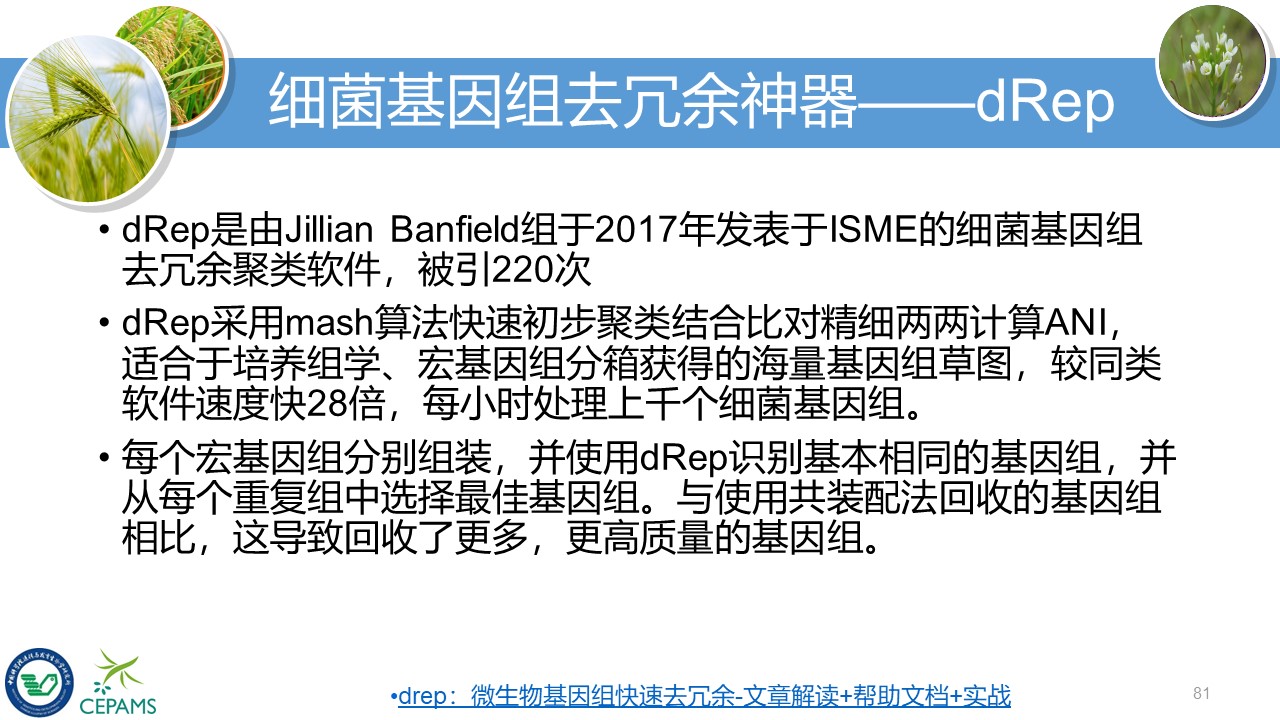 细菌基因组去冗余神器——dRep
•dRep是由Jillian Banfield组于2017年发表于ISME的细菌基因组
去冗余聚类软件，被引220次
•dRep采用mash算法快速初步聚类结合比对精细两两计算ANI，
适合于培养组学、宏基因组分箱获得的海量基因组草图，较同类
软件速度快28倍，每小时处理上千个细菌基因组。
•每个宏基因组分别组装，并使用dRep识别基本相同的基因组，并
从每个重复组中选择最佳基因组。与使用共装配法回收的基因组
相比，这导致回收了更多，更高质量的基因组。
CEPAMS
•drep：微生物基因组快速去冗余-文章解读+帮助文档+实战
81